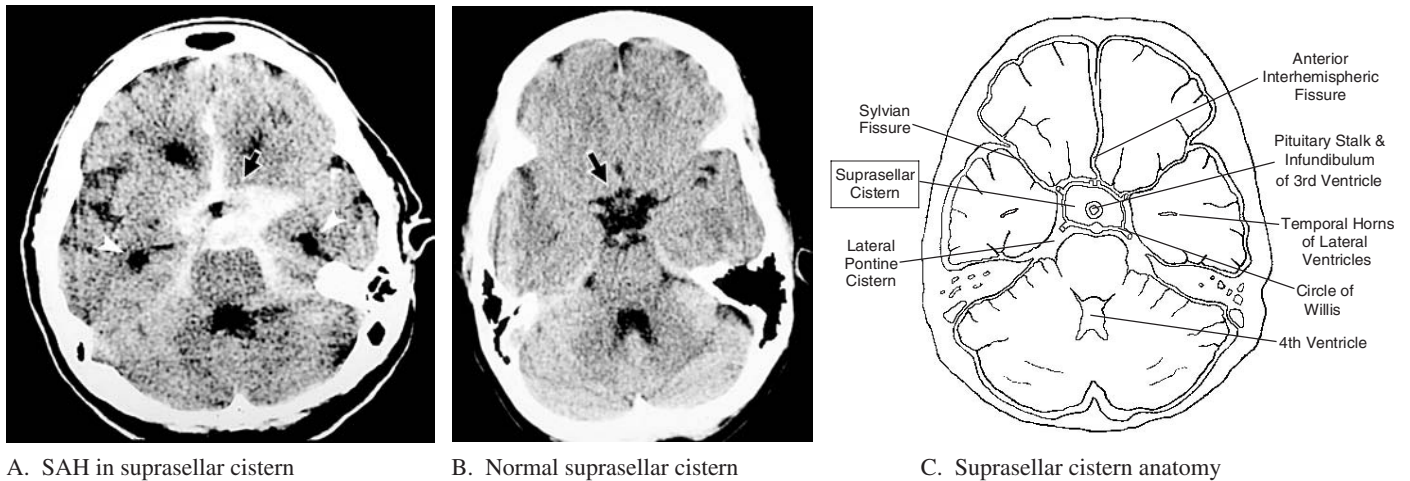 Anterior
Interhemispheric
Fissure
Sylvian
Fissure
Pituitary Stalk &
Infundibulum
of 3rd Ventricle
Suprasellar
Cistern
Temporal Horns
of Lateral
Ventricles
Lateral
Pontine
Cistern
Circle of
Willis
4th Ventricle
A. SAH in suprasellar cistern
B. Normal suprasellar cistern
C. Suprasellar cistern anatomy